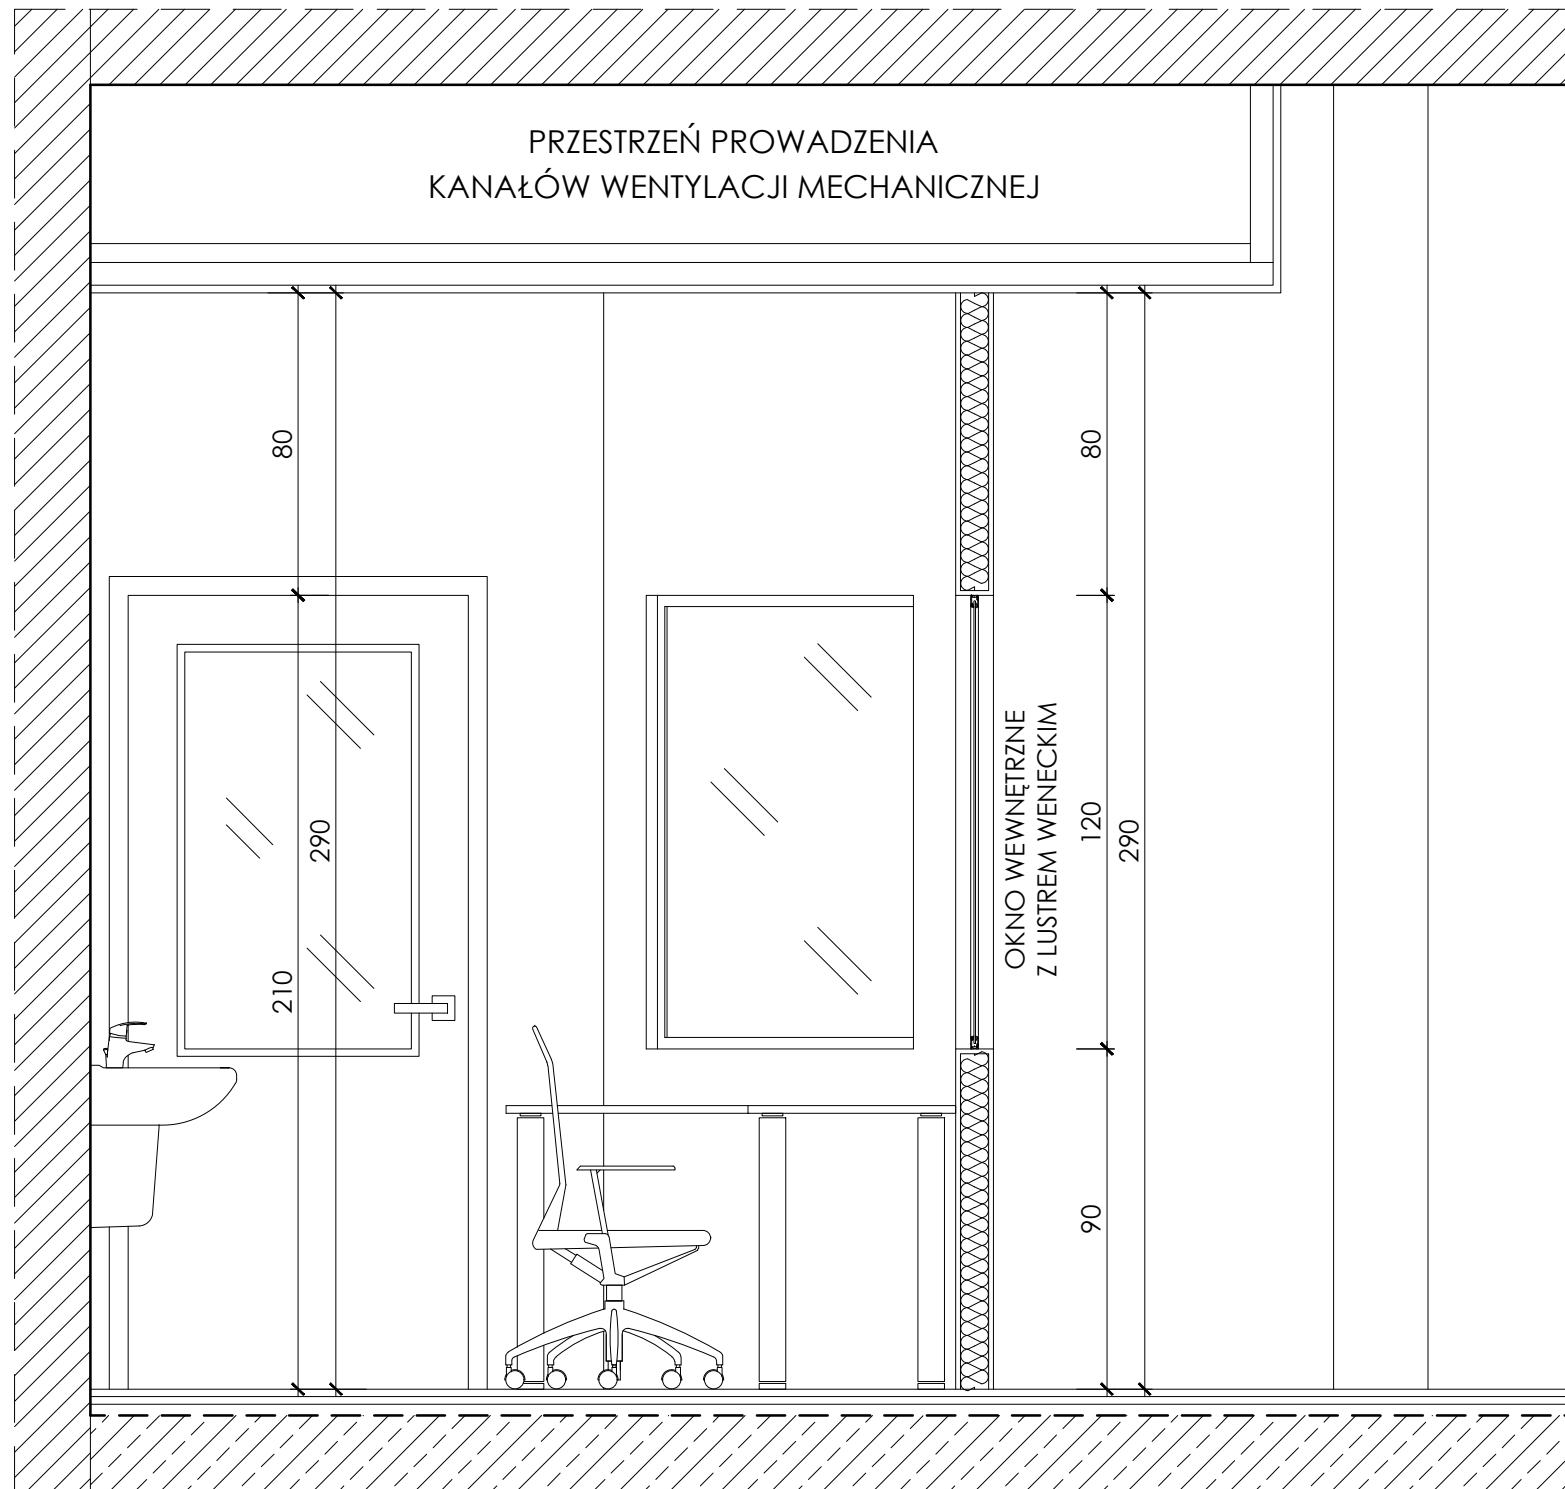 PRZESTRZEŃ PROWADZENIA
KANAŁÓW WENTYLACJI MECHANICZNEJ
80
290
210
OKNO WEWNĘTRZNE
Z LUSTREM WENECKIM
80
120
290
90